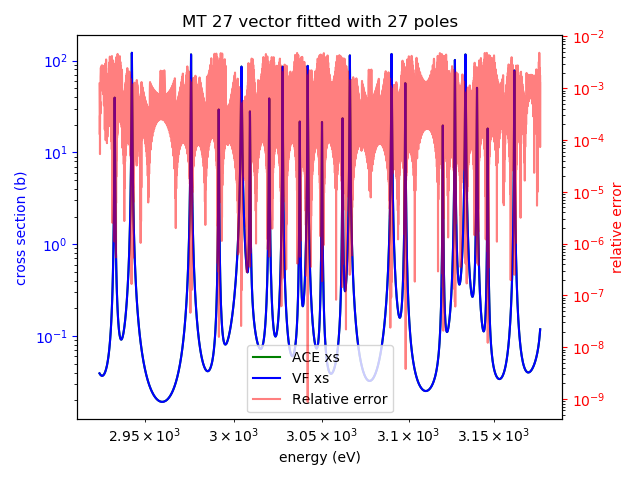 MT 27 vector fitted with 27 poles
cross section (b)
10²
10¹
10⁰
10⁻¹
10⁻²
10⁻³
10⁻⁴
10⁻⁵
10⁻⁶
10⁻⁷
10⁻⁸
10⁻⁹
relative error
ACE xs
VF xs
Relative error
2.95 × 10³ 3 × 10³ 3.05 × 10³ 3.1 × 10³ 3.15 × 10³
energy (eV)